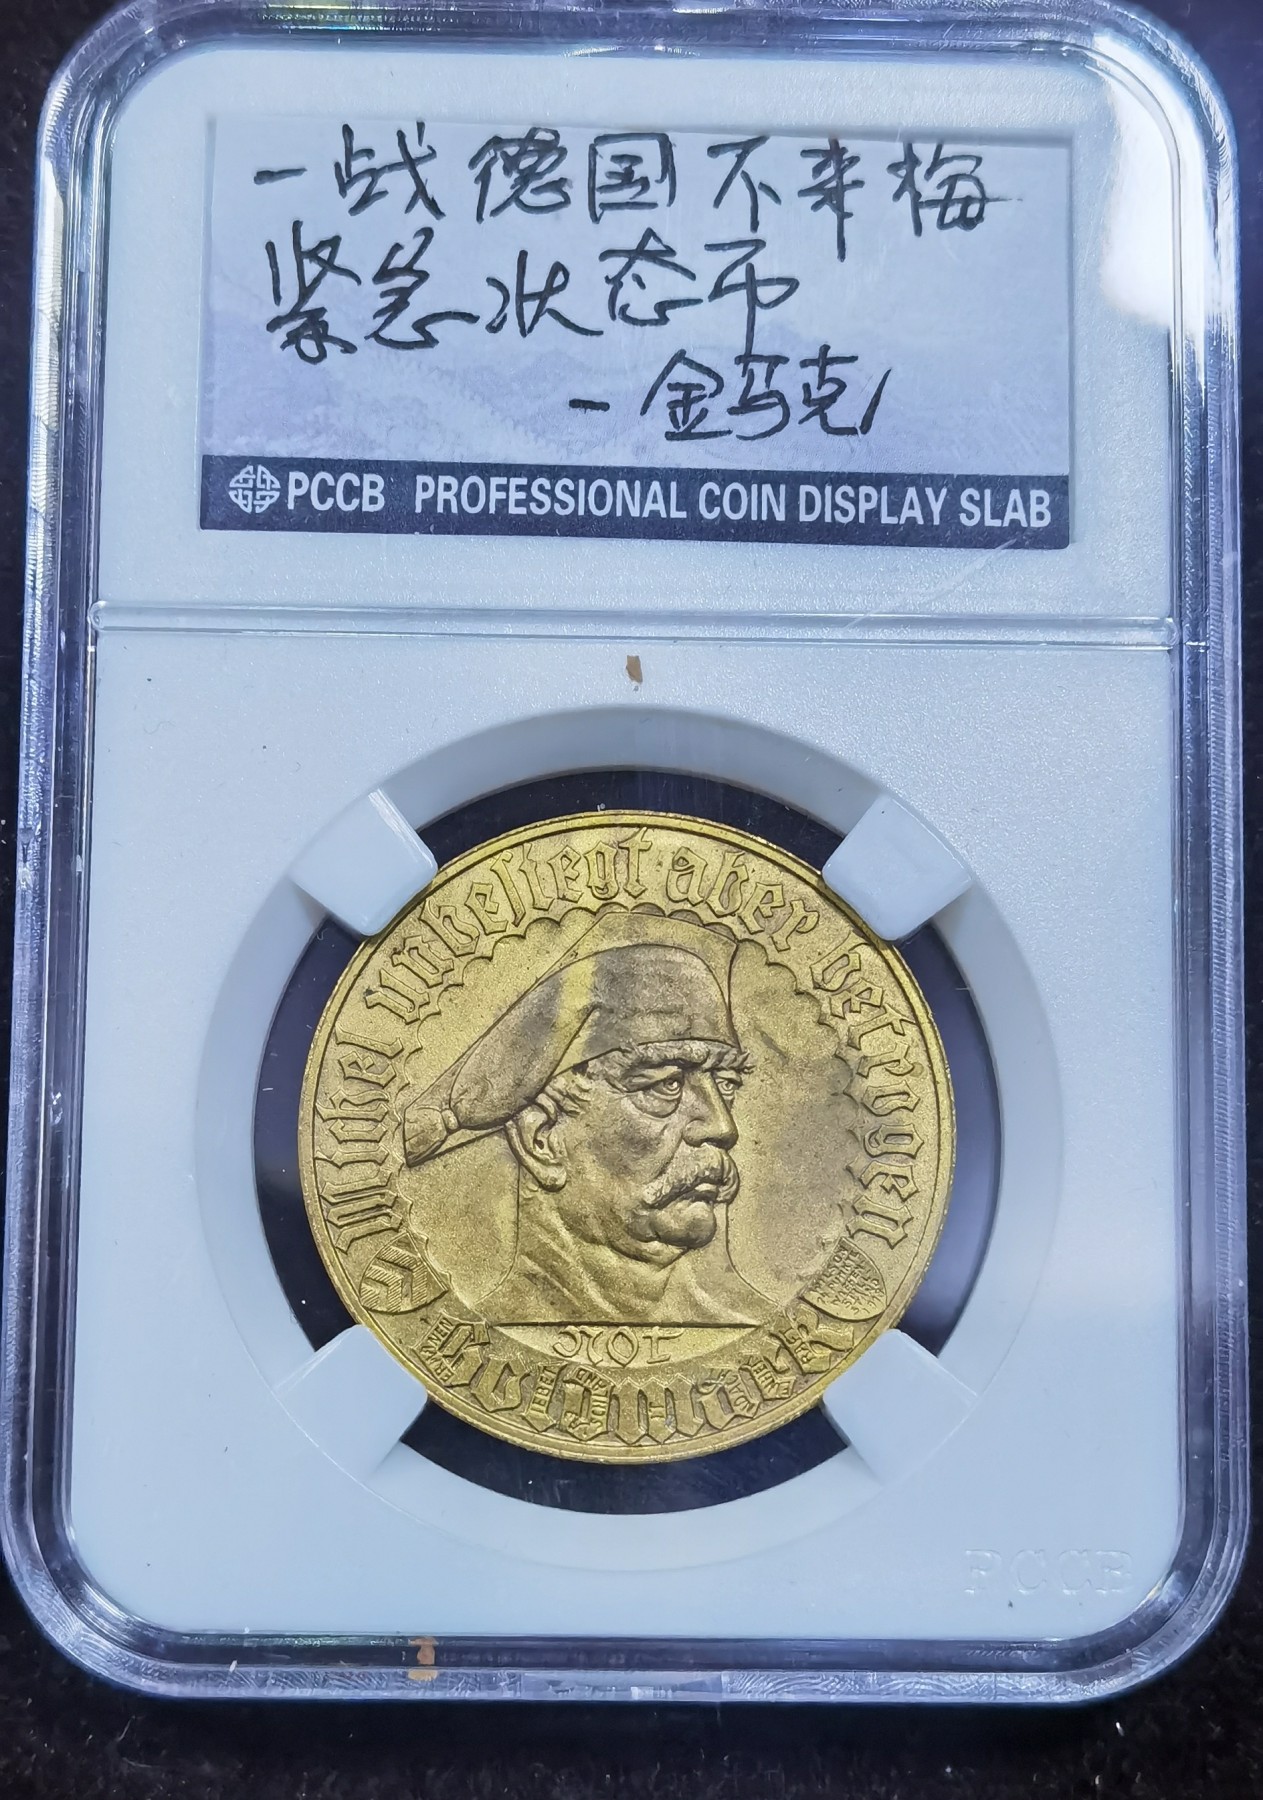 一战德国不来梅
紧急状态币
-金马克
PCCB PROFESSIONAL COIN DISPLAY SLAB
Michel unbesiegt aber betrogen
NOT
Goldmark
PCCB